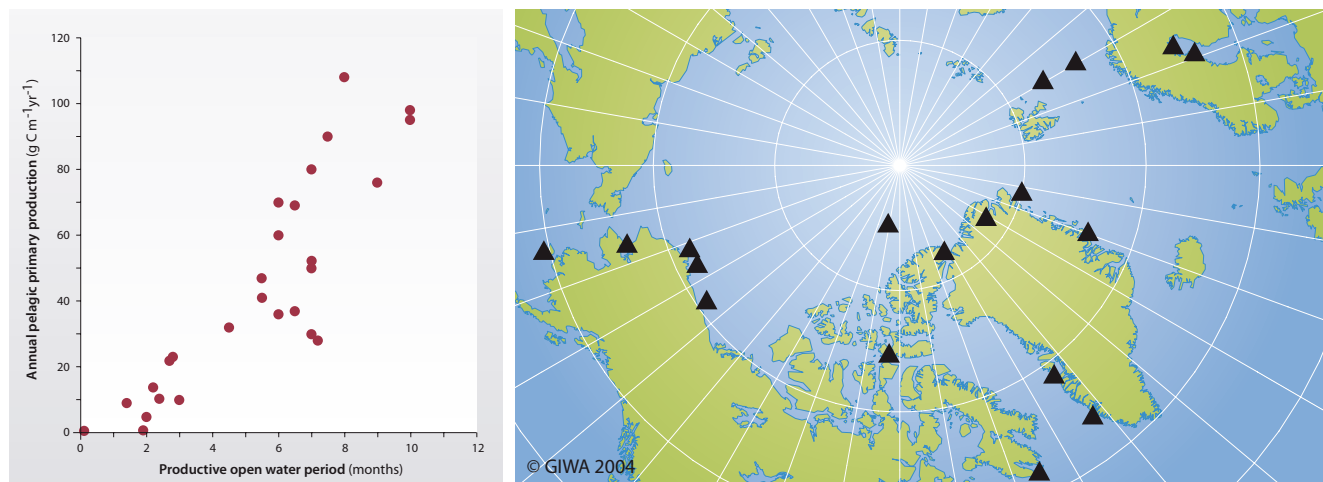 120
100
80
60
40
20
0
Annual pelagic primary production (g C m⁻¹yr⁻¹)
0 2 4 6 8 10 12
Productive open water period (months)
© GIWA 2004